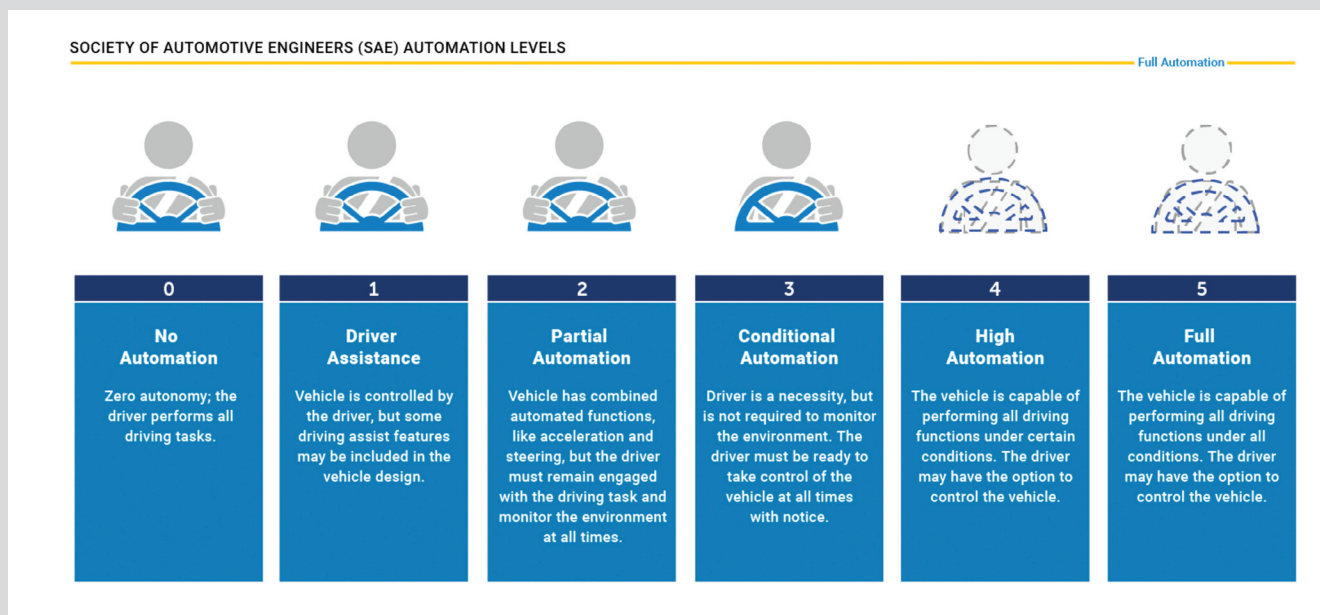 SOCIETY OF AUTOMOTIVE ENGINEERS (SAE) AUTOMATION LEVELS
Full Automation
0
No
Automation
Zero autonomy; the
driver performs all
driving tasks.
1
Driver
Assistance
Vehicle is controlled by
the driver, but some
driving assist features
may be included in the
vehicle design.
2
Partial
Automation
Vehicle has combined
automated functions,
like acceleration and
steering, but the driver
must remain engaged
with the driving task and
monitor the environment
at all times.
3
Conditional
Automation
Driver is a necessity, but
is not required to monitor
the environment. The
driver must be ready to
take control of the
vehicle at all times
with notice.
4
High
Automation
The vehicle is capable of
performing all driving
functions under certain
conditions. The driver
may have the option to
control the vehicle.
5
Full
Automation
The vehicle is capable of
performing all driving
functions under all
conditions. The driver
may have the option to
control the vehicle.